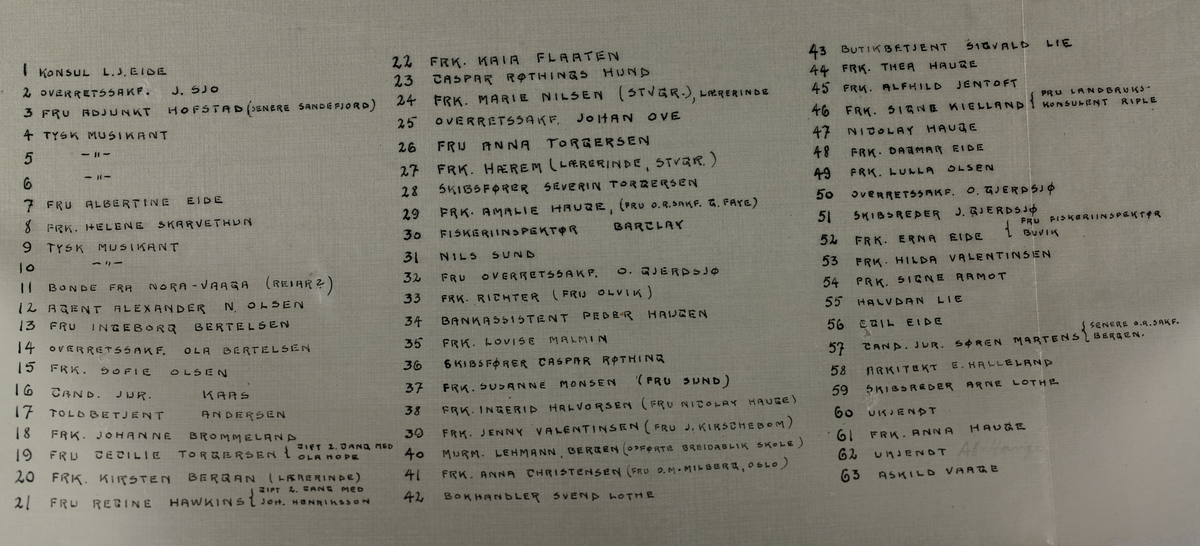 1 KONSUL L.J. EIDE
2 OVERRETSSAKF. J. SJO
3 FRU ADJUNKT HOFSTAD (SENERE SANDEFJORD)
4 TYSK MUSIKANT
5 -"-
6 -"-
7 FRU ALBERTINE EIDE
8 FRK. HELENE SKARVETHUN
9 TYSK MUSIKANT
10 -"-
11 BONDE FRA NORA-VAAGA (REIAR?)
12 AGENT ALEXANDER N. OLSEN
13 FRU INGEBORG BERTELSEN
14 OVERRETSSAKF. OLA BERTELSEN
15 FRK. SOFIE OLSEN
16 CAND. JUR. KAAS
17 TOLDBETJENT ANDERSEN
18 FRK. JOHANNE BROMMELAND
19 FRU CECILIE TORGERSEN { GIFT 2. GANG MED
OLA HOPE
20 FRK. KIRSTEN BERGAN (LÆRERINDE)
21 FRU REGINE HAWKINS { GIFT 2. GANG MED
JOH. HENRIKSSON
22 FRK. KAIA FLAATEN
23 CASPAR RØTHINGS HUND
24 FRK. MARIE NILSEN (STVGR.), LÆRERINDE
25 OVERRETSSAKF. JOHAN OVE
26 FRU ANNA TORGERSEN
27 FRK. HÆREM (LÆRERINDE, STVGR.)
28 SKIBSFØRER SEVERIN TORGERSEN
29 FRK. AMALIE HAUGE, (FRU O.R.SAKF. G. FAYE)
30 FISKERIINSPEKTØR BARCLAY
31 NILS SUND
32 FRU OVERRETSSAKF. O. GJERDSJØ
33 FRK. RICHTER (FRU OLVIK)
34 BANKASSISTENT PEDER HAUGEN
35 FRK. LOVISE MALMIN
36 SKIBSFØRER CASPAR RØTHING
37 FRK. SUSANNE MONSEN (FRU SUND)
38 FRK. INGERID HALVORSEN (FRU NICOLAY HAUGE)
39 FRK. JENNY VALENTINSEN (FRU J. KIRSCHEBOM)
40 MURM. LEHMANN, BERGEN (OPFØRTE BREIDABLIK SKOLE)
41 FRK. ANNA CHRISTENSEN (FRU O.M. MILBERG, OSLO)
42 BOKHANDLER SVEND LOTHE
43 BUTIKBETJENT SIGVALD LIE
44 FRK. THEA HAUGE
45 FRK. ALFHILD JENTOFT
46 FRK. SIGNE KIELLAND { FRU LANDBRUKS-
KONSULENT RIPLE
47 NICOLAY HAUGE
48 FRK. DAGMAR EIDE
49 FRK. LULLA OLSEN
50 OVERRETSSAKF. O. GJERDSJØ
51 SKIBSREDER J. GJERDSJØ
52 FRK. ERNA EIDE { FRU FISKERIINSPEKTØR
BUVIK
53 FRK. HILDA VALENTINSEN
54 FRK. SIGNE AAMOT
55 HALVDAN LIE
56 EGIL EIDE
57 CAND. JUR. SØREN MARTENS { SENERE O.R.SAKF.
BERGEN.
58 ARKITEKT E. HALLELAND
59 SKIBSREDER ARNE LOTHE
60 UKJENDT
61 FRK. ANNA HAUGE
62 UKJENDT
63 ASKILD VAAGE